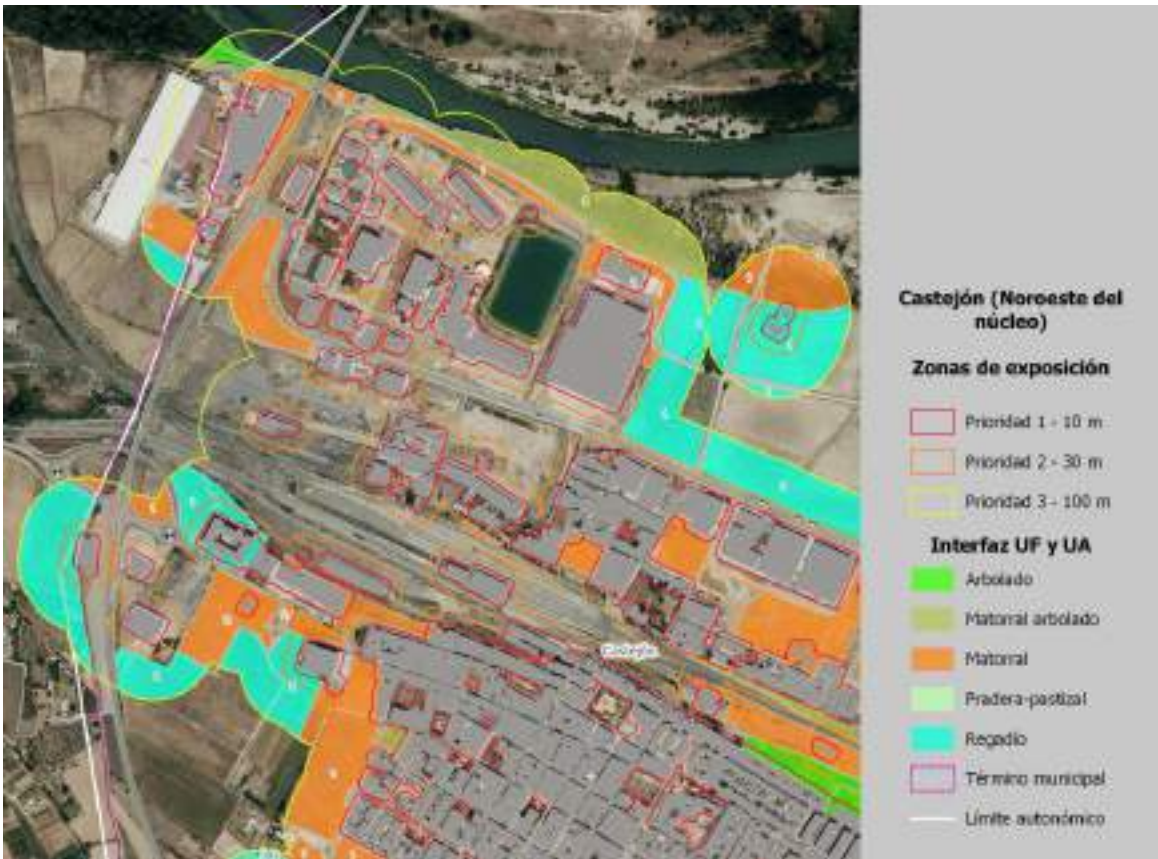 Castejón (Noroeste del
núcleo)
Zonas de exposición
Prioridad 1 - 10 m
Prioridad 2 - 30 m
Prioridad 3 - 100 m
Interfaz UF y UA
Arbolado
Matorral arbolado
Matorral
Pradera-pastizal
Regadío
Término municipal
Límite autonómico
Castejón